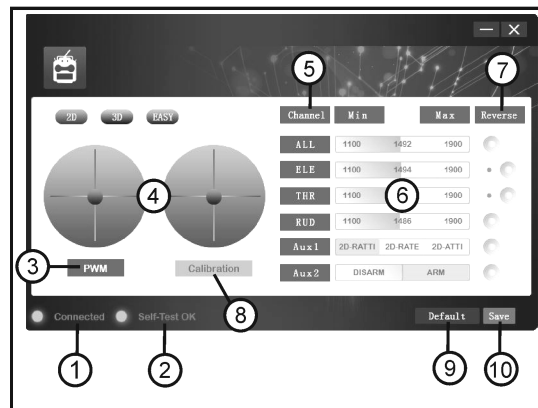 5
7
2D 3D EASY
Channel Min Max Reverse
ALL 1100 1492 1900
ELE 1100 1494 1900
4
THR 1100 6 1900
RUD 1100 1486 1900
3 PWM Calibration
Aux1 2D-RATTI 2D-RATE 2D-ATTI
Aux2 DISARM ARM
8
Connected Self-Test OK Default Save
1 2 9 10